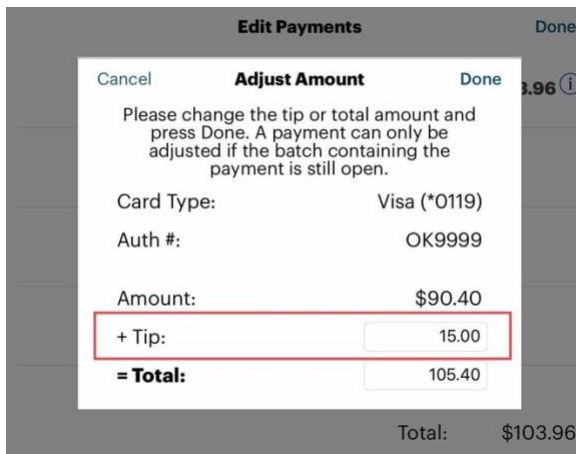 Edit Payments Done
Cancel Adjust Amount Done
3.96
Please change the tip or total amount and
press Done. A payment can only be
adjusted if the batch containing the
payment is still open.
Card Type: Visa (*0119)
Auth #: OK9999
Amount: $90.40
+ Tip: 15.00
= Total: 105.40
Total: $103.96